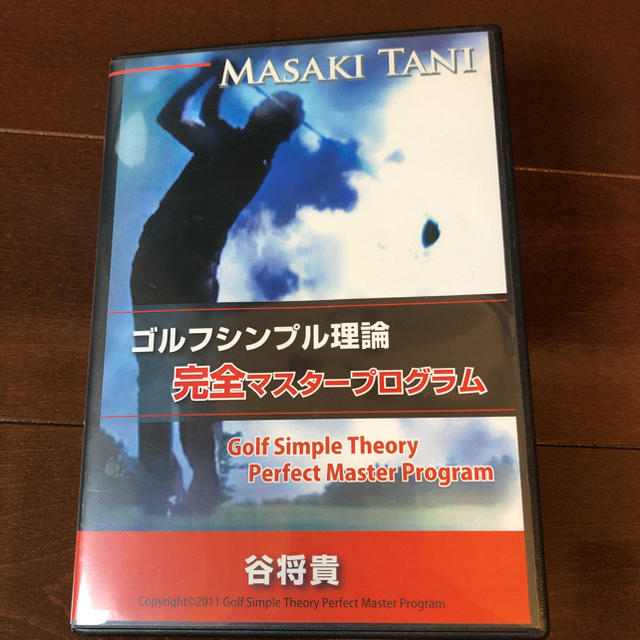 MASAKI TANI
ゴルフシンプル理論
完全マスタープログラム
Golf Simple Theory
Perfect Master Program
谷将貴
Copyright©2011 Golf Simple Theory Perfect Master Program